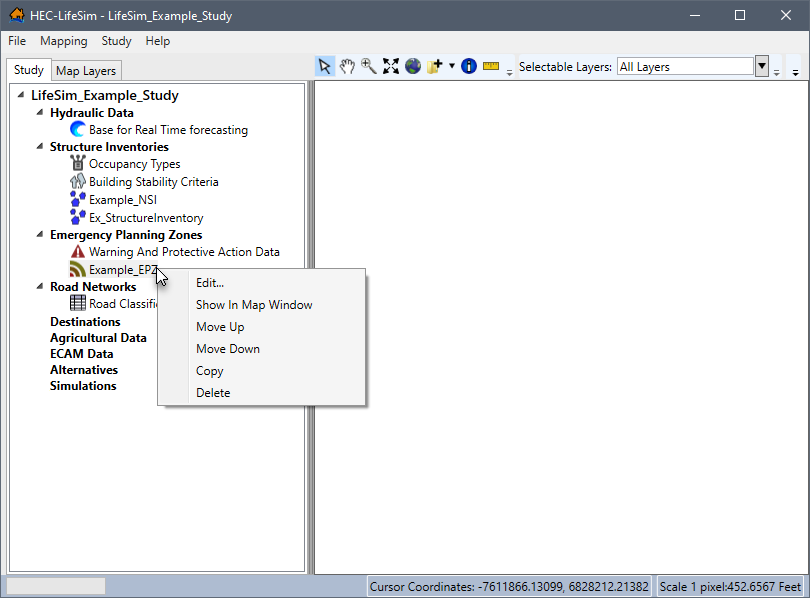 HEC-LifeSim - LifeSim_Example_Study
File Mapping Study Help
Study Map Layers
Selectable Layers: All Layers
LifeSim_Example_Study
Hydraulic Data
Base for Real Time forecasting
Structure Inventories
Occupancy Types
Building Stability Criteria
Example_NSI
Ex_StructureInventory
Emergency Planning Zones
Warning And Protective Action Data
Example_EPZ
Edit...
Road Networks
Show In Map Window
Road Classifi
Move Up
Destinations
Agricultural Data
Move Down
ECAM Data
Alternatives
Copy
Simulations
Delete
Cursor Coordinates: -7611866.13099, 6828212.21382 Scale 1 pixel:452.6567 Feet